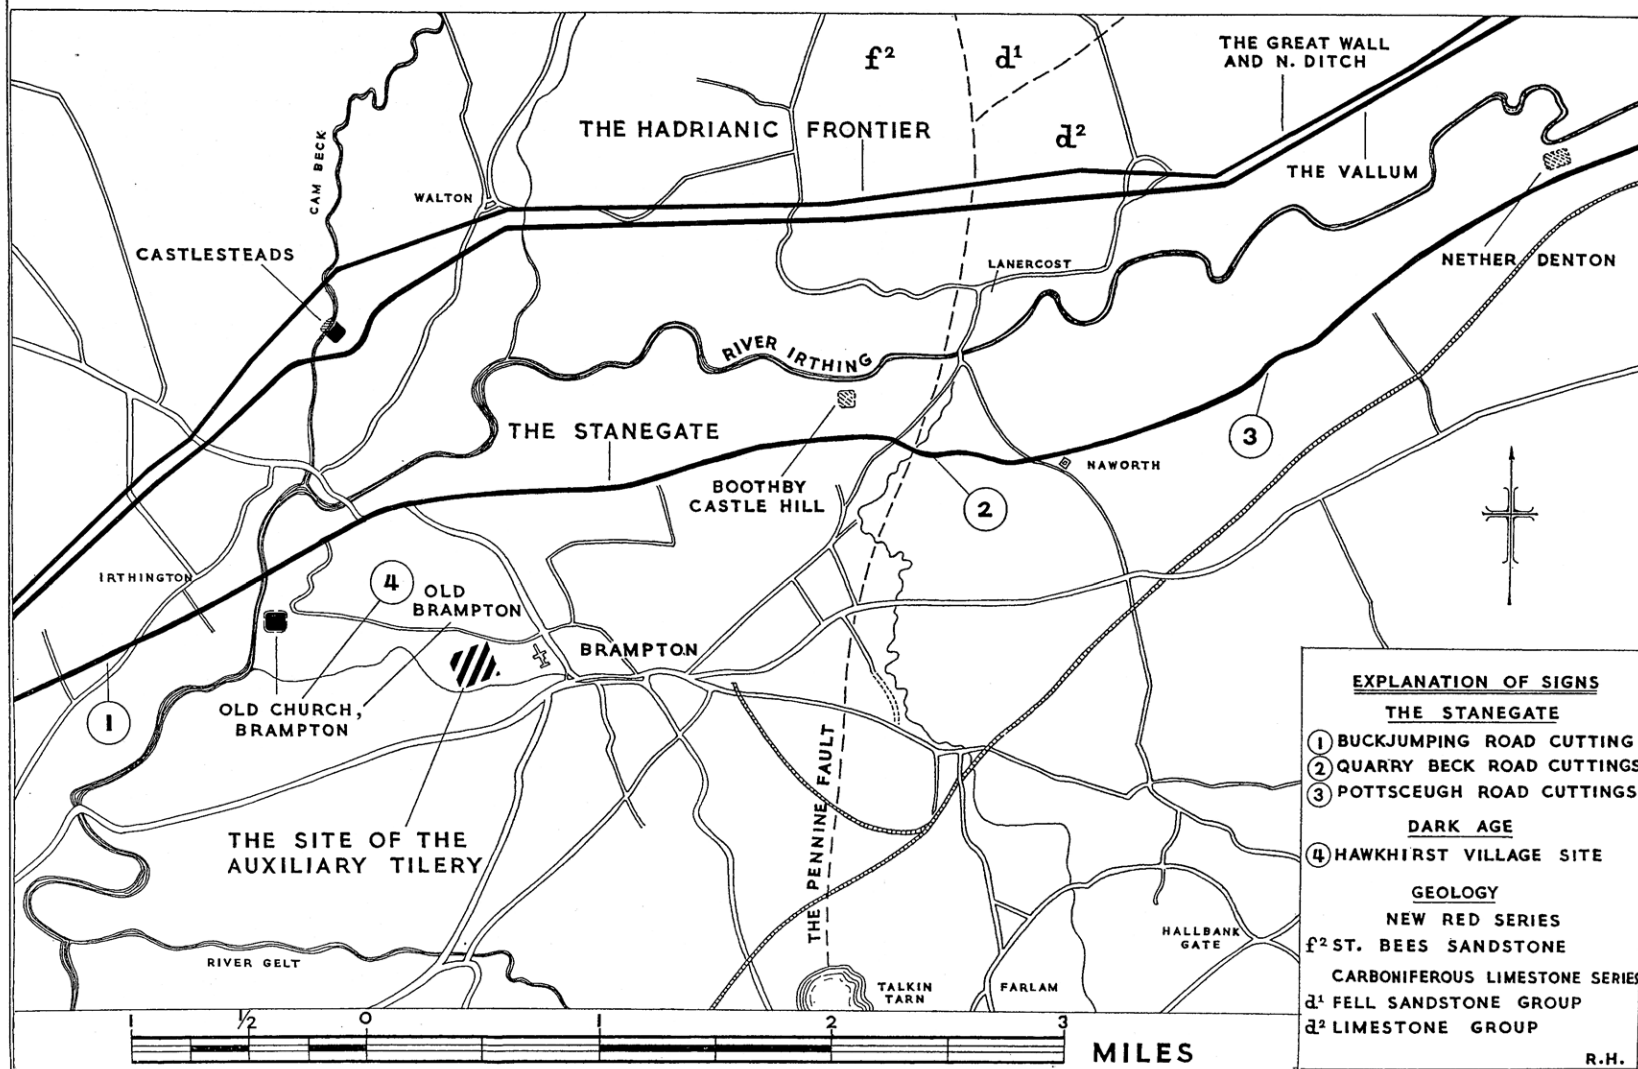 f²
d¹
THE GREAT WALL
AND N. DITCH
THE HADRIANIC FRONTIER
d²
CAM BECK
WALTON
THE VALLUM
CASTLESTEADS
LANERCOST
NETHER DENTON
RIVER IRTHING
THE STANEGATE
3
BOOTHBY
CASTLE HILL
NAWORTH
2
IRTHINGTON
4
OLD
BRAMPTON
BRAMPTON
1
OLD CHURCH,
BRAMPTON
THE PENNINE FAULT
THE SITE OF THE
AUXILIARY TILERY
RIVER GELT
TALKIN
TARN
FARLAM
HALLBANK
GATE
EXPLANATION OF SIGNS
THE STANEGATE
1 BUCKJUMPING ROAD CUTTING
2 QUARRY BECK ROAD CUTTINGS
3 POTTSCEUGH ROAD CUTTINGS
DARK AGE
4 HAWKHIRST VILLAGE SITE
GEOLOGY
NEW RED SERIES
f² ST. BEES SANDSTONE
CARBONIFEROUS LIMESTONE SERIES
d¹ FELL SANDSTONE GROUP
d² LIMESTONE GROUP
R.H.
1 ½ 0 1 2 3
MILES